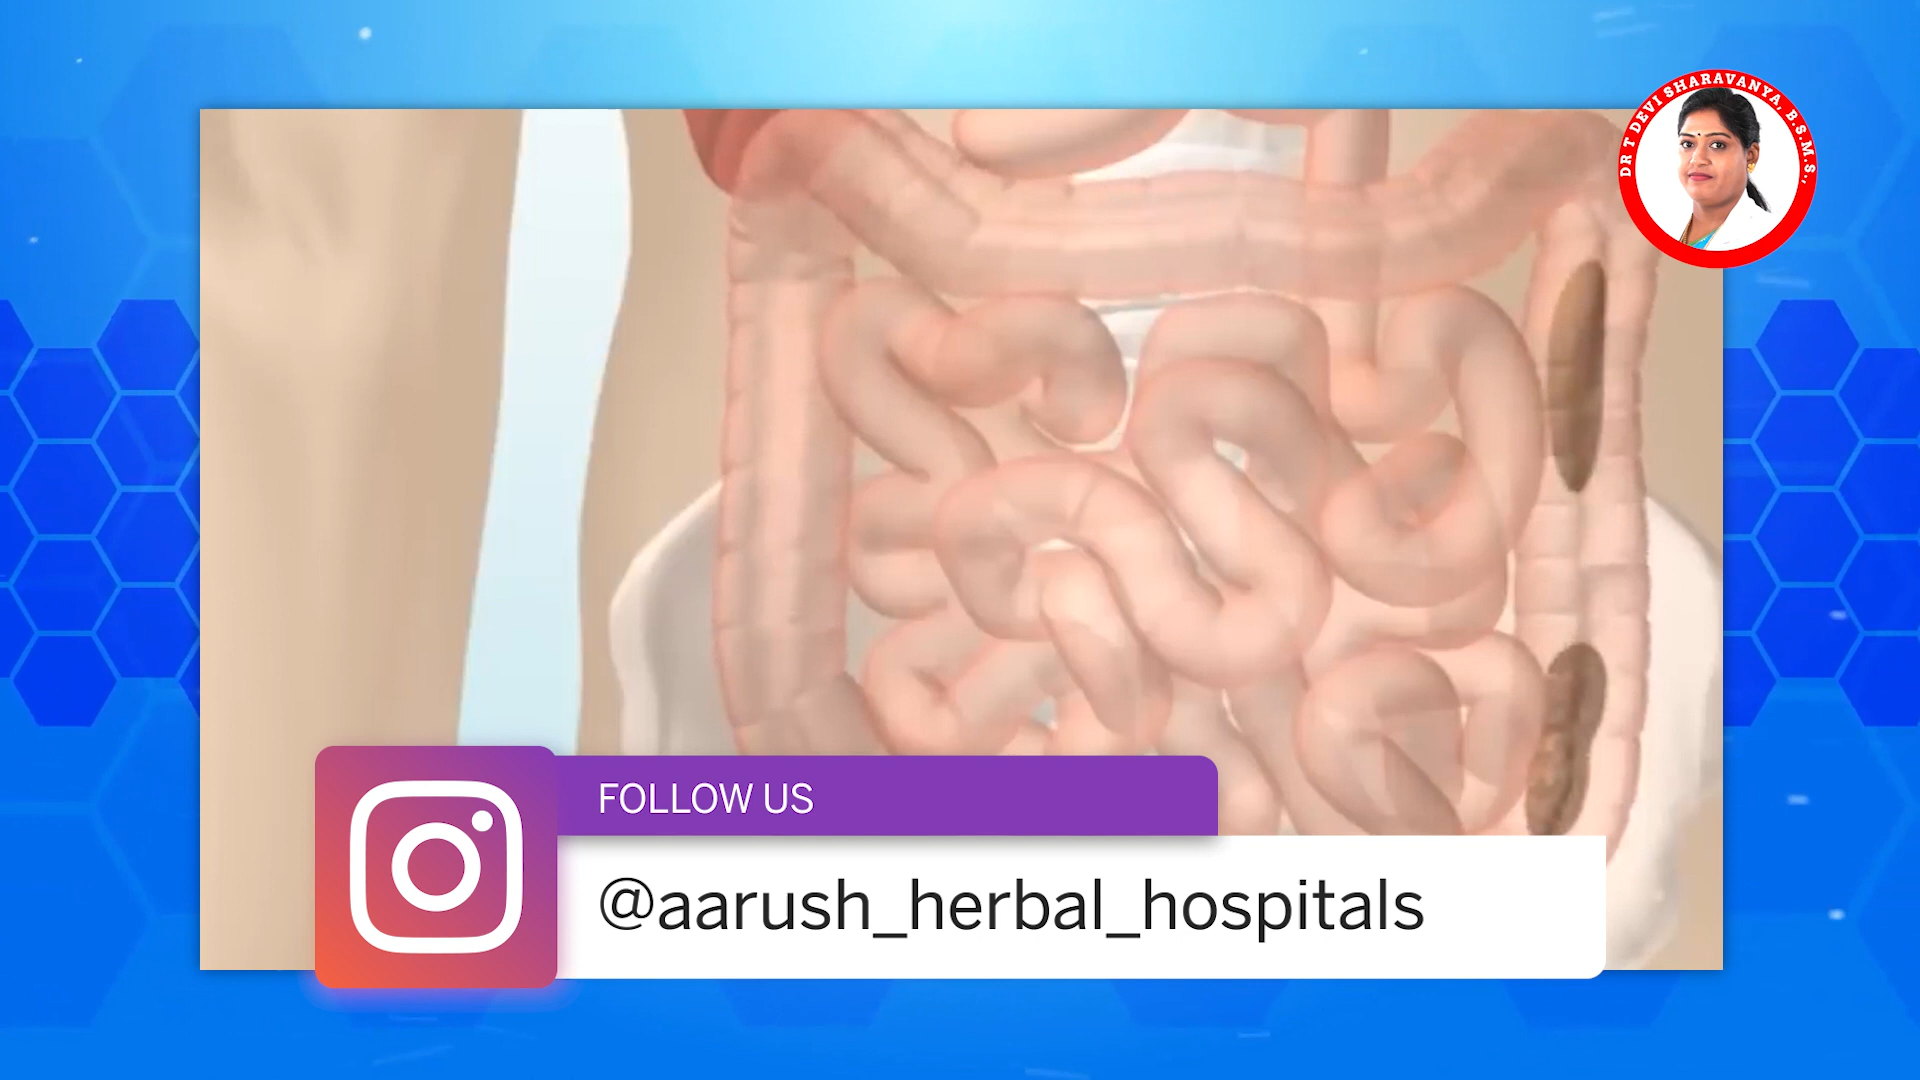 DR T DEVI SHARAVANYA, B.S.M.S.,
FOLLOW US
@aarush_herbal_hospitals